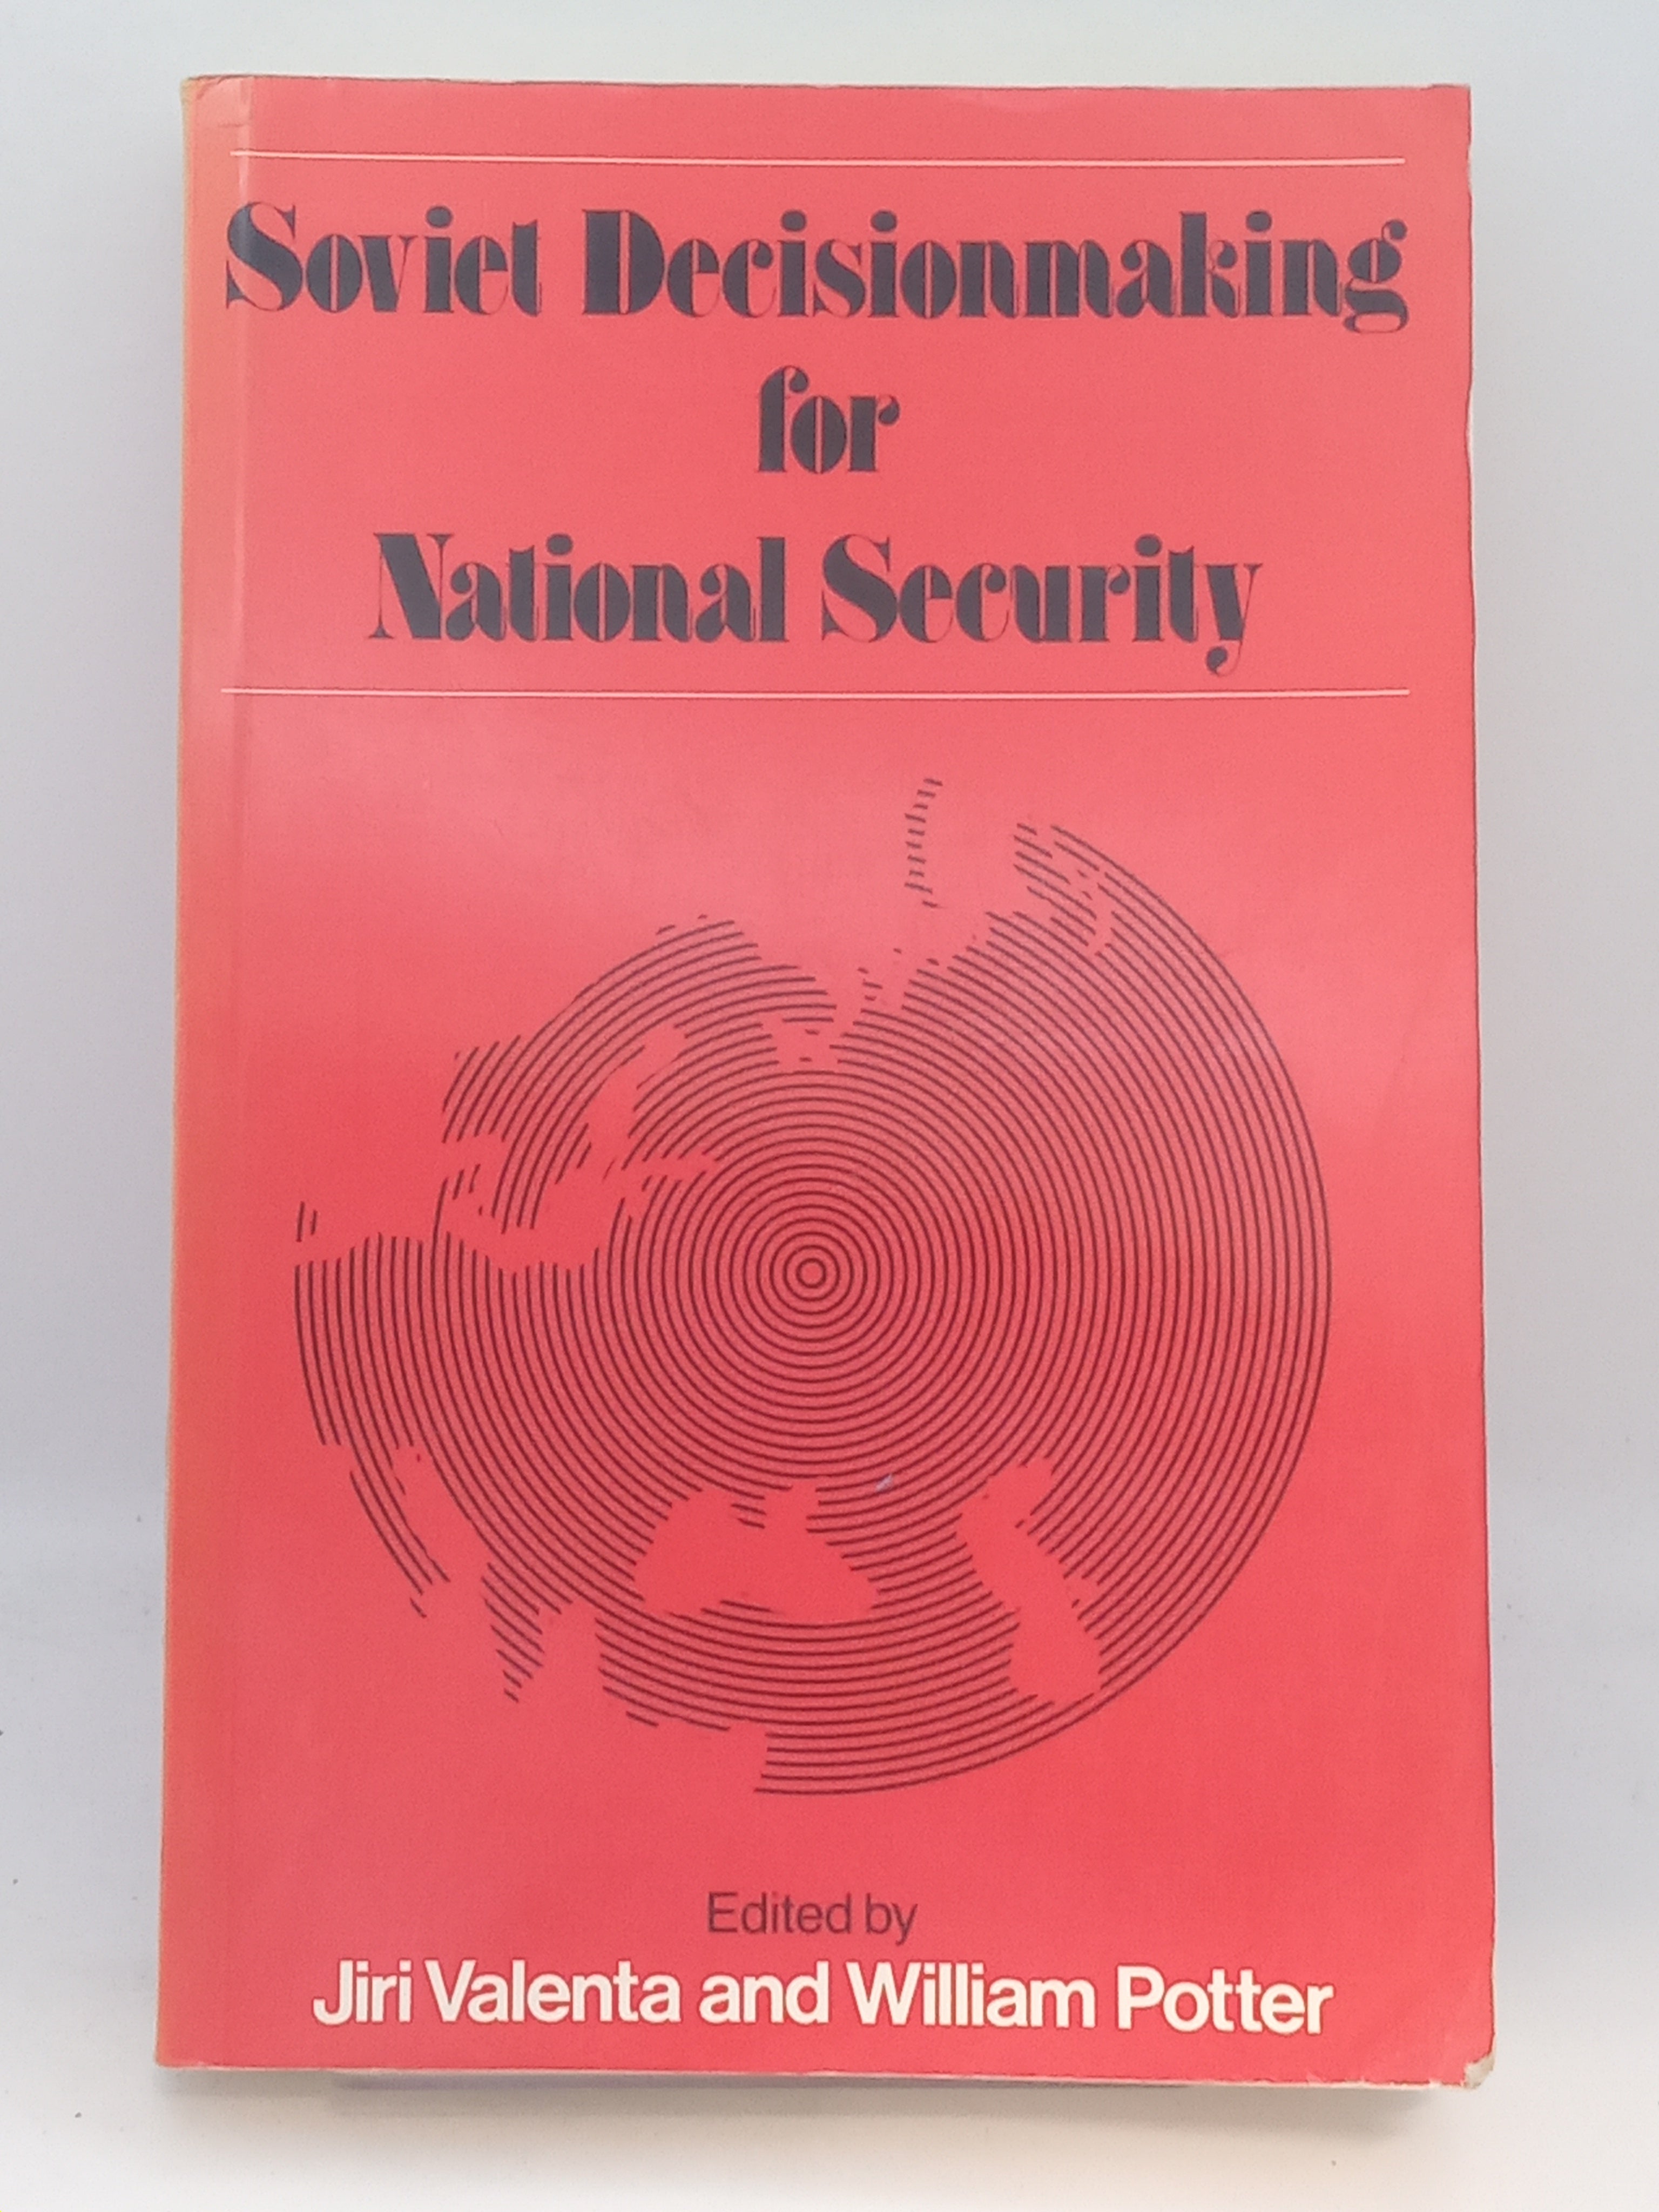 Soviet Decisionmaking
for
National Security
Edited by
Jiri Valenta and William Potter